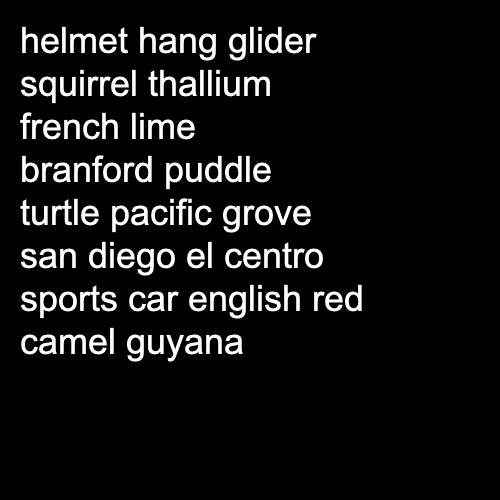 helmet hang glider
squirrel thallium
french lime
branford puddle
turtle pacific grove
san diego el centro
sports car english red
camel guyana